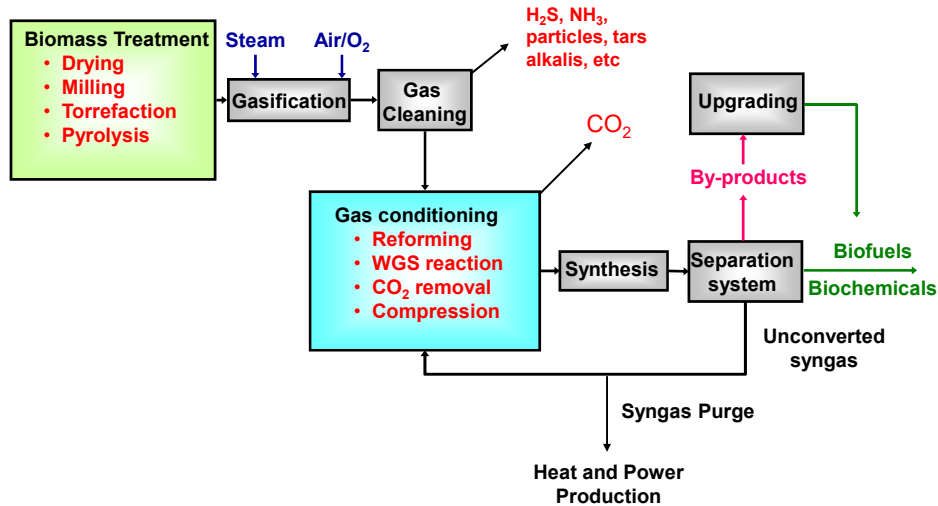 Biomass Treatment
• Drying
• Milling
• Torrefaction
• Pyrolysis
Steam
Air/O₂
Gasification
Gas
Cleaning
H₂S, NH₃,
particles, tars
alkalis, etc
CO₂
Gas conditioning
• Reforming
• WGS reaction
• CO₂ removal
• Compression
Synthesis
Separation
system
By-products
Upgrading
Biofuels
Biochemicals
Unconverted
syngas
Syngas Purge
Heat and Power
Production